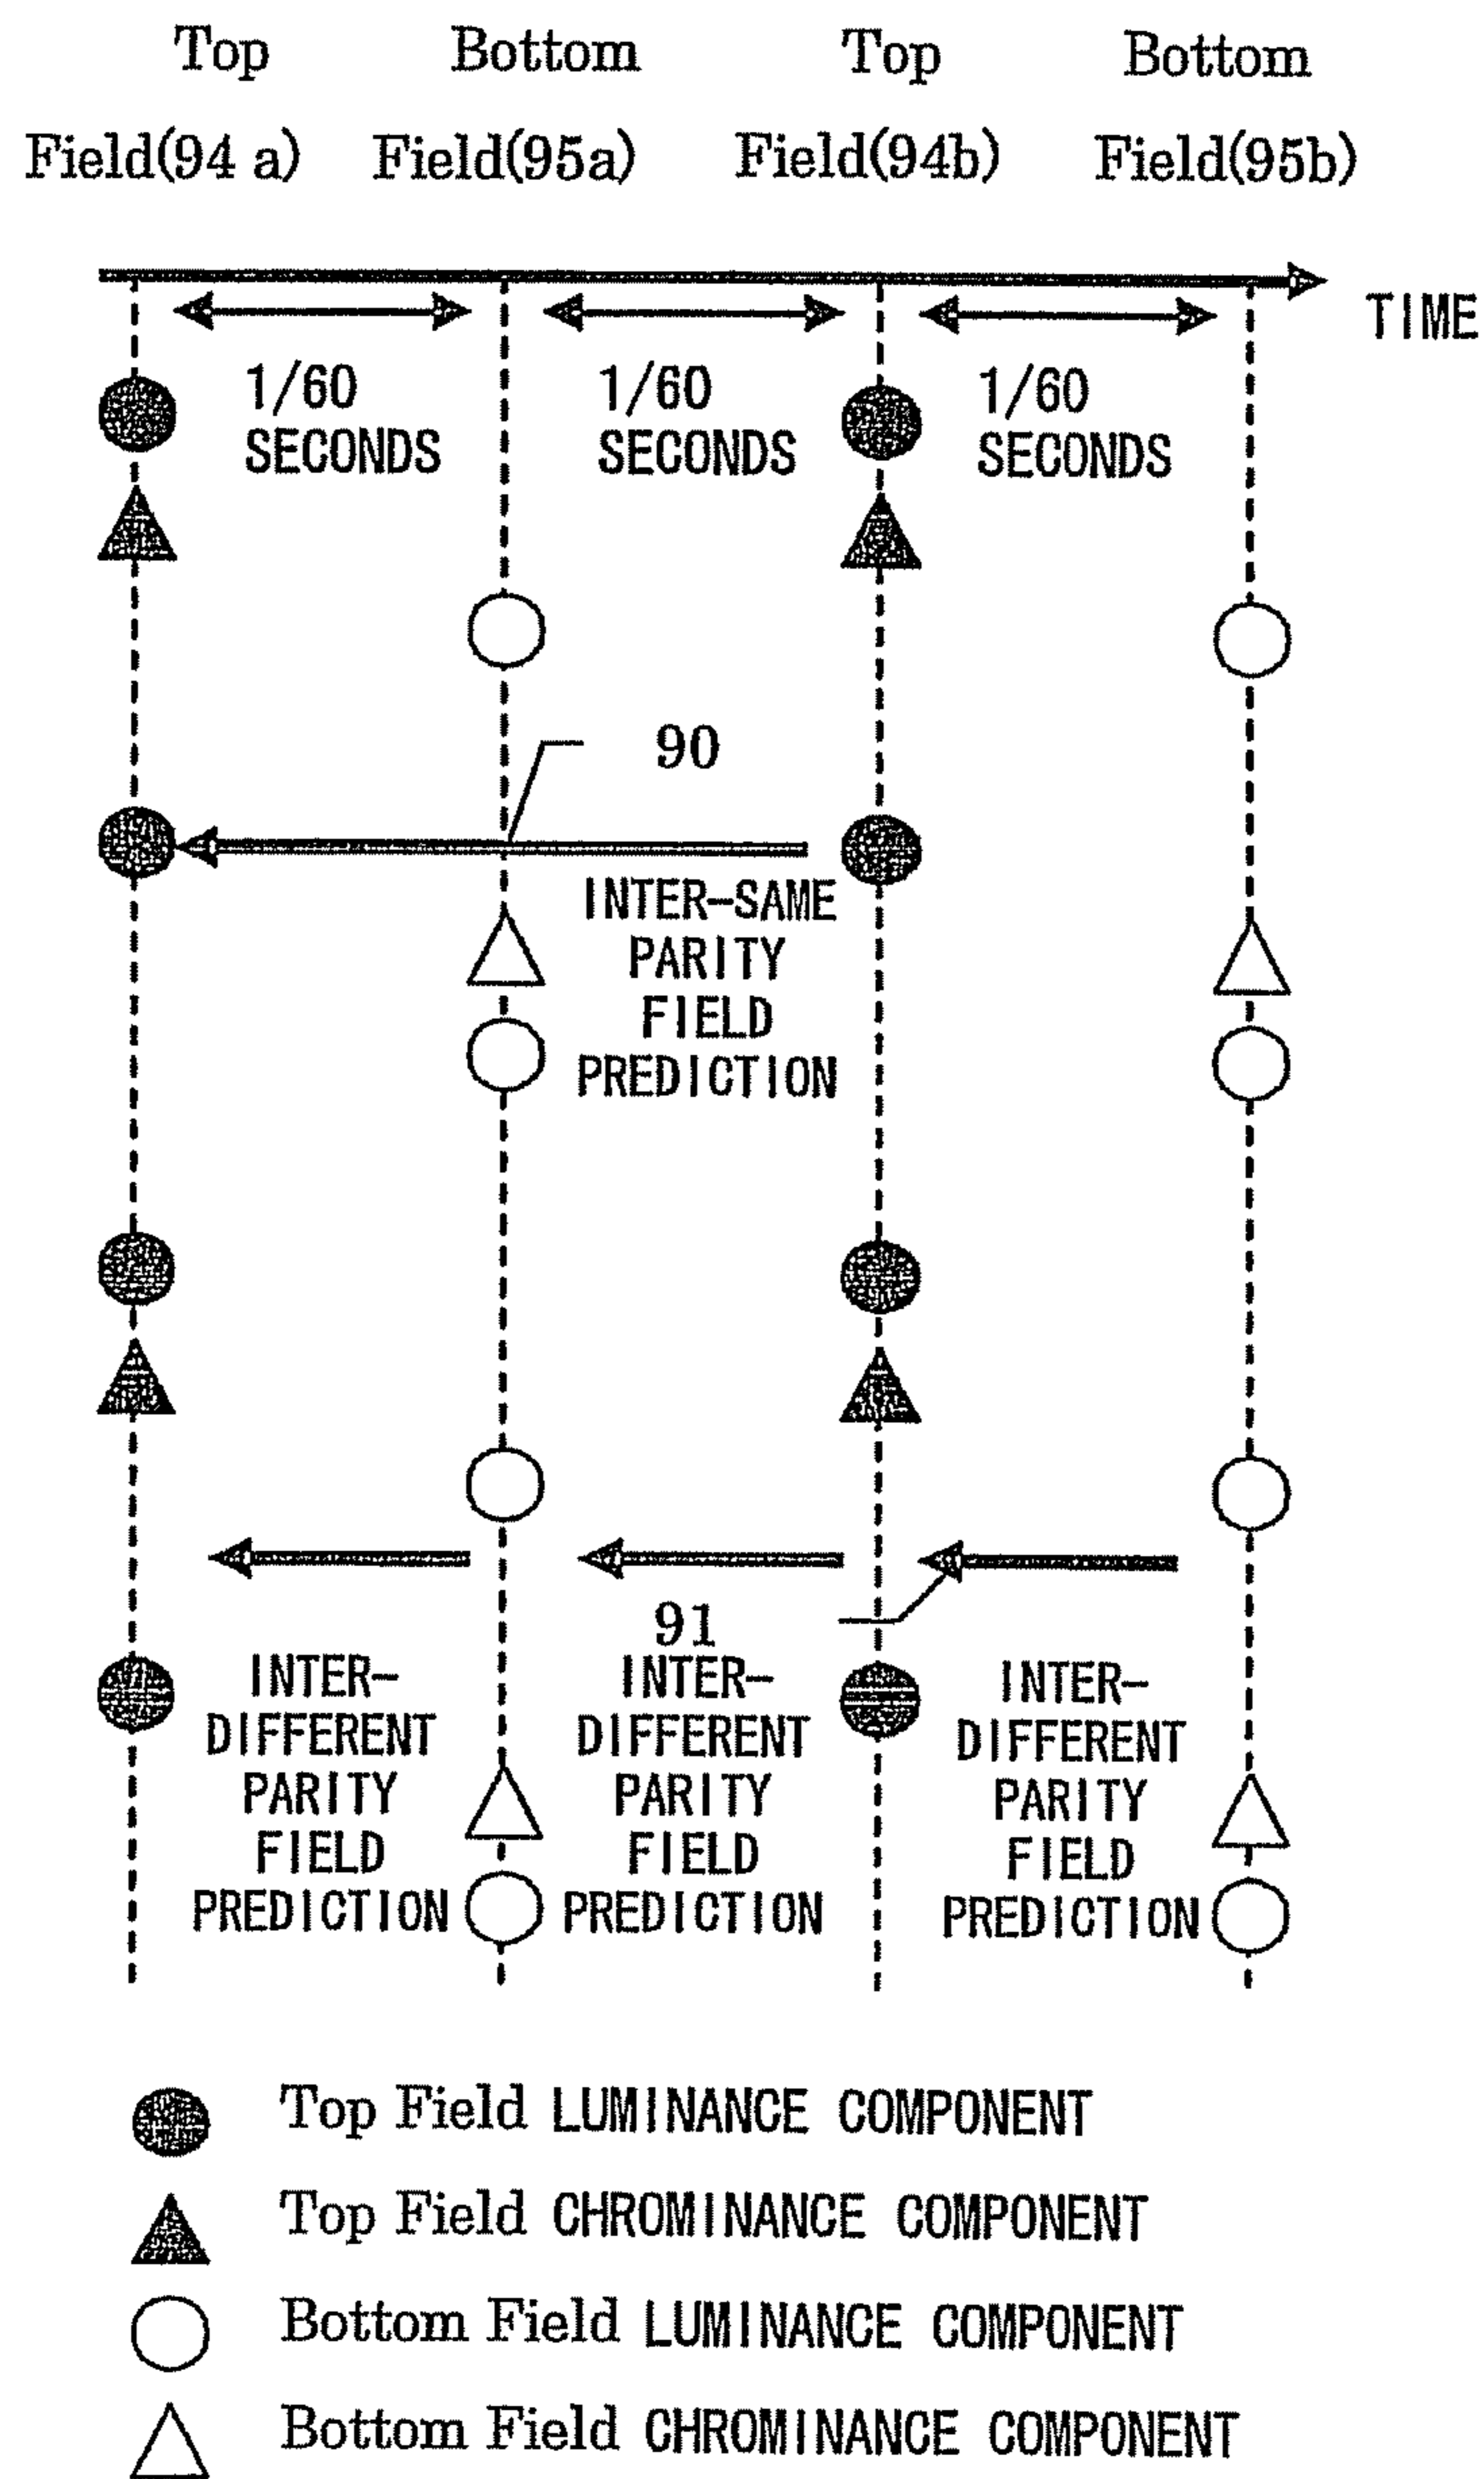 Top Bottom Top Bottom
Field(94 a) Field(95a) Field(94b) Field(95b)
TIME
1/60 1/60 1/60
SECONDS SECONDS SECONDS
90
INTER-SAME
PARITY
FIELD
PREDICTION
91
INTER- INTER- INTER-
DIFFERENT DIFFERENT DIFFERENT
PARITY PARITY PARITY
FIELD FIELD FIELD
PREDICTION PREDICTION PREDICTION
Top Field LUMINANCE COMPONENT
Top Field CHROMINANCE COMPONENT
Bottom Field LUMINANCE COMPONENT
Bottom Field CHROMINANCE COMPONENT